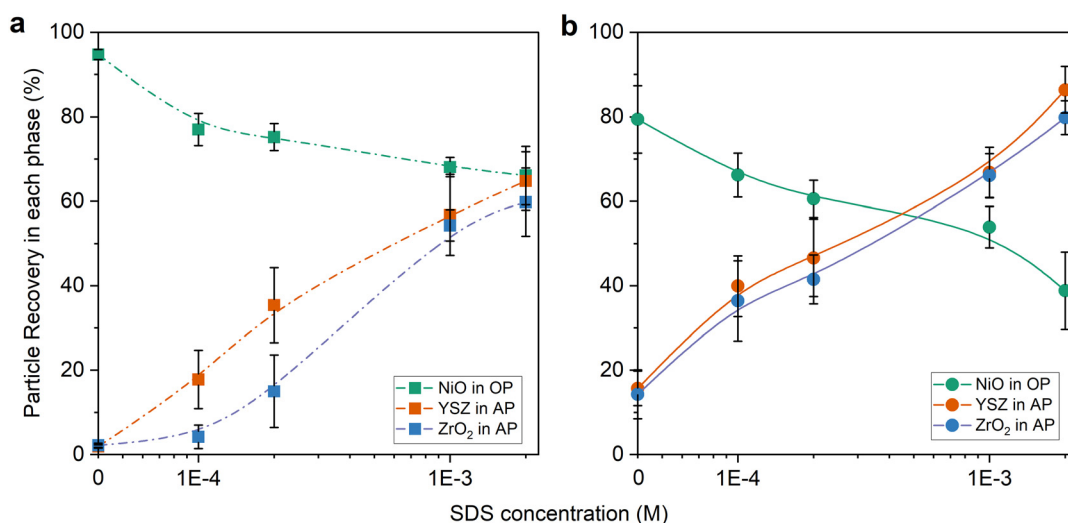 a
b
Particle Recovery in each phase (%)
100
80
60
40
20
0
0
1E-4
1E-3
NiO in OP
YSZ in AP
ZrO₂ in AP
100
80
60
40
20
0
0
1E-4
1E-3
NiO in OP
YSZ in AP
ZrO₂ in AP
SDS concentration (M)